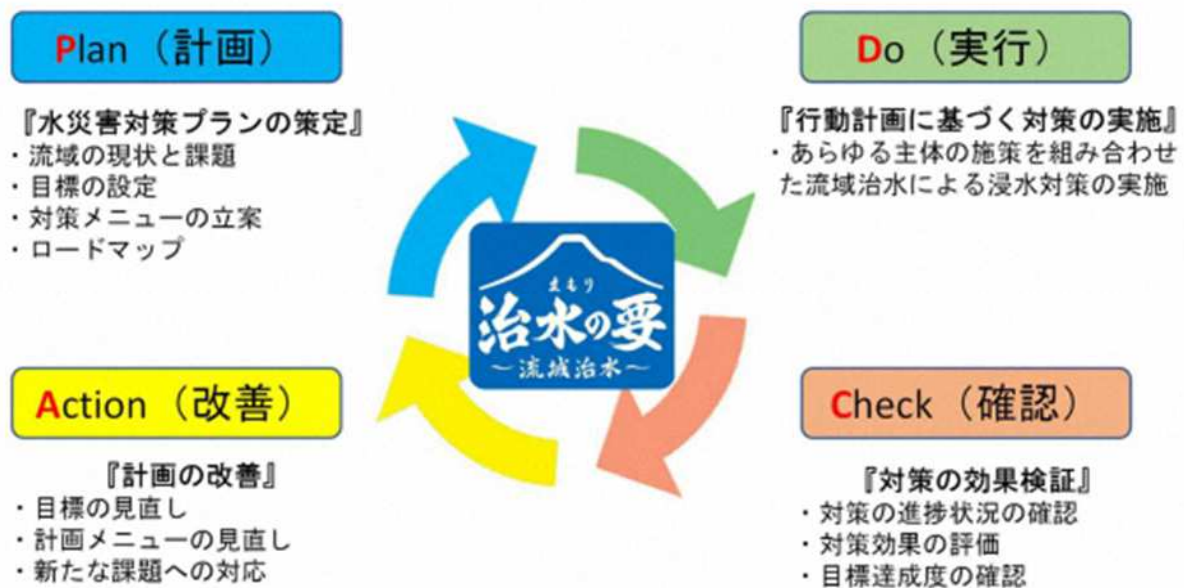 Plan（計画）
『水災害対策プランの策定』
・流域の現状と課題
・目標の設定
・対策メニューの立案
・ロードマップ
Do（実行）
『行動計画に基づく対策の実施』
・あらゆる主体の施策を組み合わせ
た流域治水による浸水対策の実施
まもり
治水の要
～流域治水～
Action（改善）
『計画の改善』
・目標の見直し
・計画メニューの見直し
・新たな課題への対応
Check（確認）
『対策の効果検証』
・対策の進捗状況の確認
・対策効果の評価
・目標達成度の確認